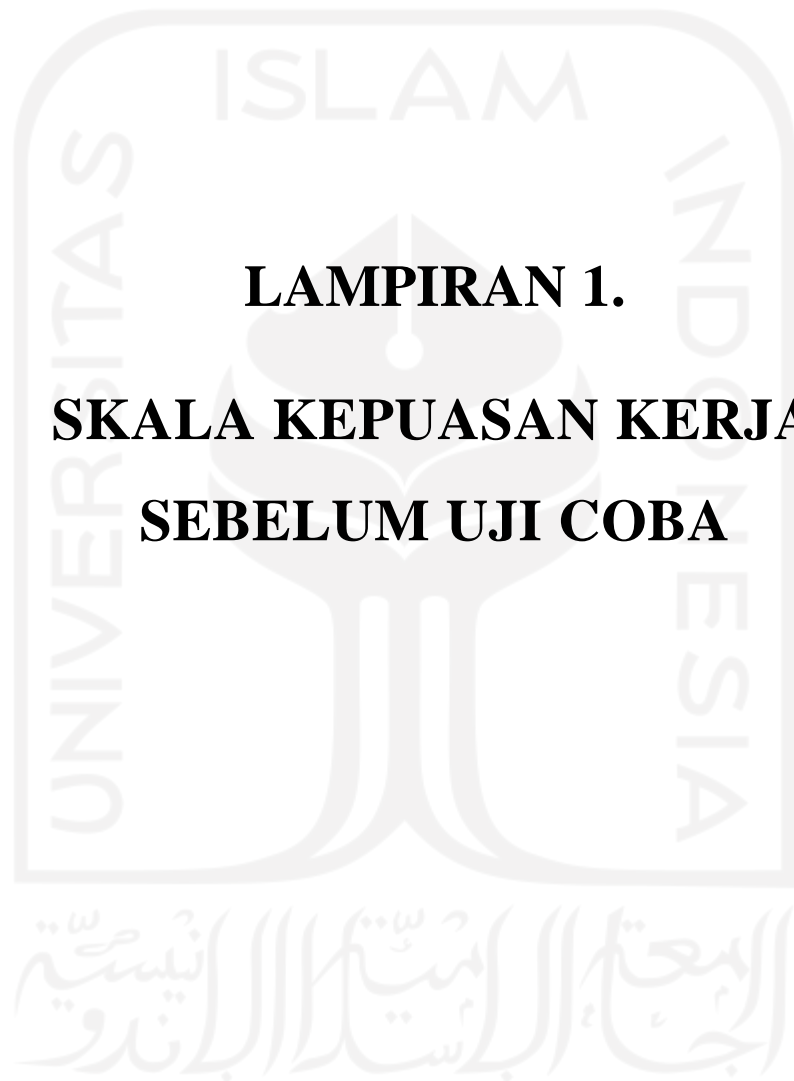 ISLAM
UNIVERSITAS
INDONESIA
LAMPIRAN 1.
SKALA KEPUASAN KERJA
SEBELUM UJI COBA